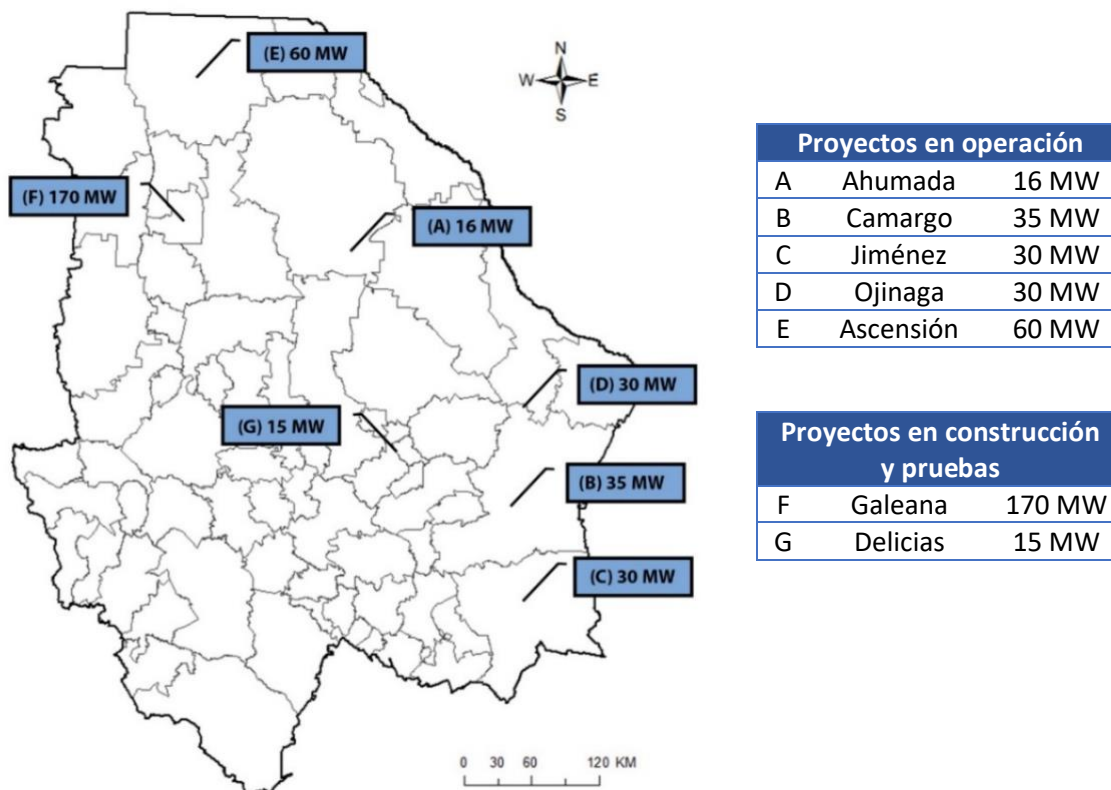 (E) 60 MW
N
W E
S
(F) 170 MW
(A) 16 MW
(D) 30 MW
(G) 15 MW
(B) 35 MW
(C) 30 MW
0 30 60 120 KM
Proyectos en operación
A Ahumada 16 MW
B Camargo 35 MW
C Jiménez 30 MW
D Ojinaga 30 MW
E Ascensión 60 MW
Proyectos en construcción
y pruebas
F Galeana 170 MW
G Delicias 15 MW